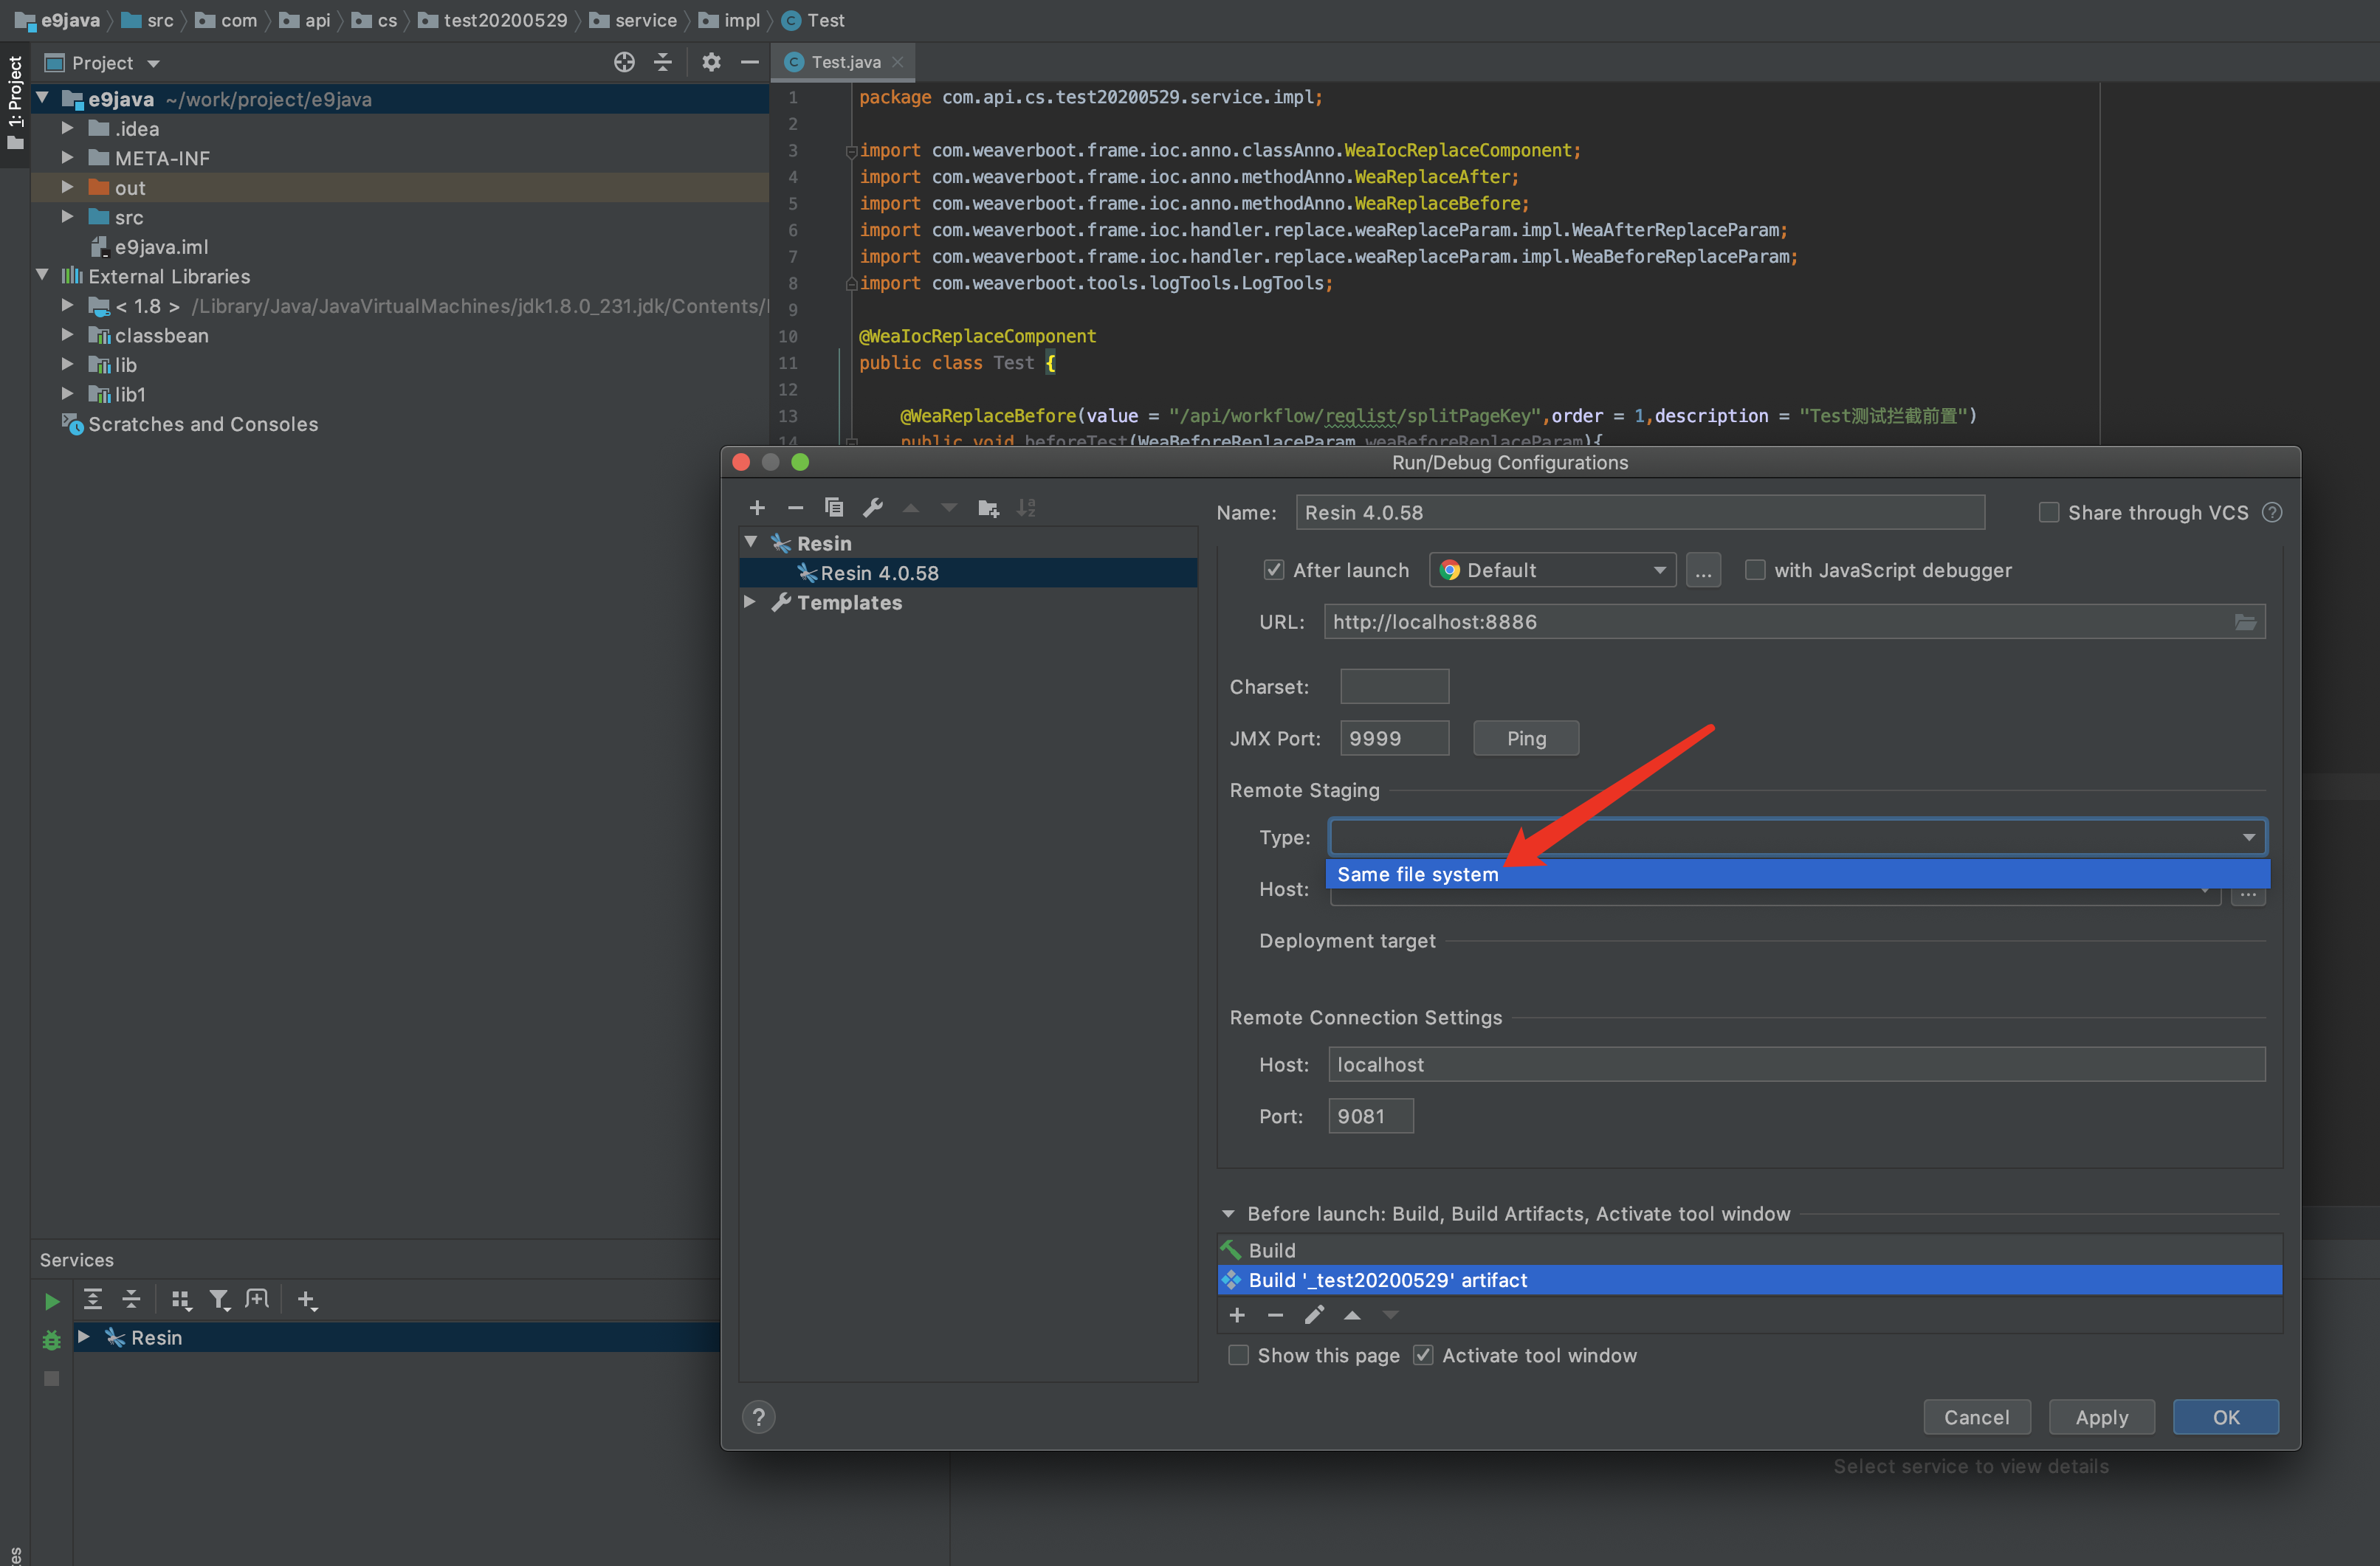 e9java src com api cs test20200529 service impl Test
1: Project
Project
Test.java
e9java ~/work/project/e9java
.idea
META-INF
out
src
e9java.iml
External Libraries
< 1.8 > /Library/Java/JavaVirtualMachines/jdk1.8.0_231.jdk/Contents/
classbean
lib
lib1
Scratches and Consoles
1 package com.api.cs.test20200529.service.impl;
2
3 import com.weaverboot.frame.ioc.anno.classAnno.WeaIocReplaceComponent;
4 import com.weaverboot.frame.ioc.anno.methodAnno.WeaReplaceAfter;
5 import com.weaverboot.frame.ioc.anno.methodAnno.WeaReplaceBefore;
6 import com.weaverboot.frame.ioc.handler.replace.weaReplaceParam.impl.WeaAfterReplaceParam;
7 import com.weaverboot.frame.ioc.handler.replace.weaReplaceParam.impl.WeaBeforeReplaceParam;
8 import com.weaverboot.tools.logTools.LogTools;
9
10 @WeaIocReplaceComponent
11 public class Test {
12
13 @WeaReplaceBefore(value = "/api/workflow/reqlist/splitPageKey",order = 1,description = "Test测试拦截前置")
14 public void beforeTest(WeaBeforeReplaceParam weaBeforeReplaceParam){
Run/Debug Configurations
Resin
Resin 4.0.58
Templates
Name: Resin 4.0.58 Share through VCS ?
After launch Default ... with JavaScript debugger
URL: http://localhost:8886
Charset:
JMX Port: 9999 Ping
Remote Staging
Type:
Same file system
Host: ...
Deployment target
Remote Connection Settings
Host: localhost
Port: 9081
Before launch: Build, Build Artifacts, Activate tool window
Build
Build '_test20200529' artifact
Show this page Activate tool window
? Cancel Apply OK
Services
Resin
Select service to view details